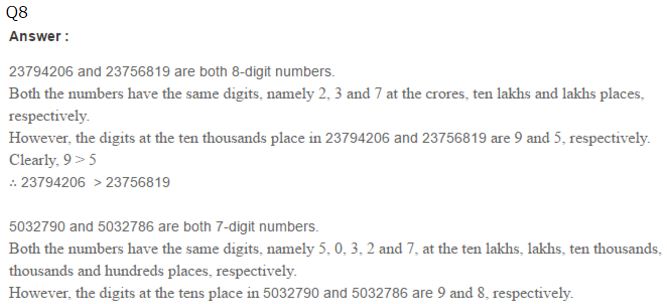 Q8
Answer :
23794206 and 23756819 are both 8-digit numbers.
Both the numbers have the same digits, namely 2, 3 and 7 at the crores, ten lakhs and lakhs places,
respectively.
However, the digits at the ten thousands place in 23794206 and 23756819 are 9 and 5, respectively.
Clearly, 9 > 5
∴ 23794206 > 23756819
5032790 and 5032786 are both 7-digit numbers.
Both the numbers have the same digits, namely 5, 0, 3, 2 and 7, at the ten lakhs, lakhs, ten thousands,
thousands and hundreds places, respectively.
However, the digits at the tens place in 5032790 and 5032786 are 9 and 8, respectively.